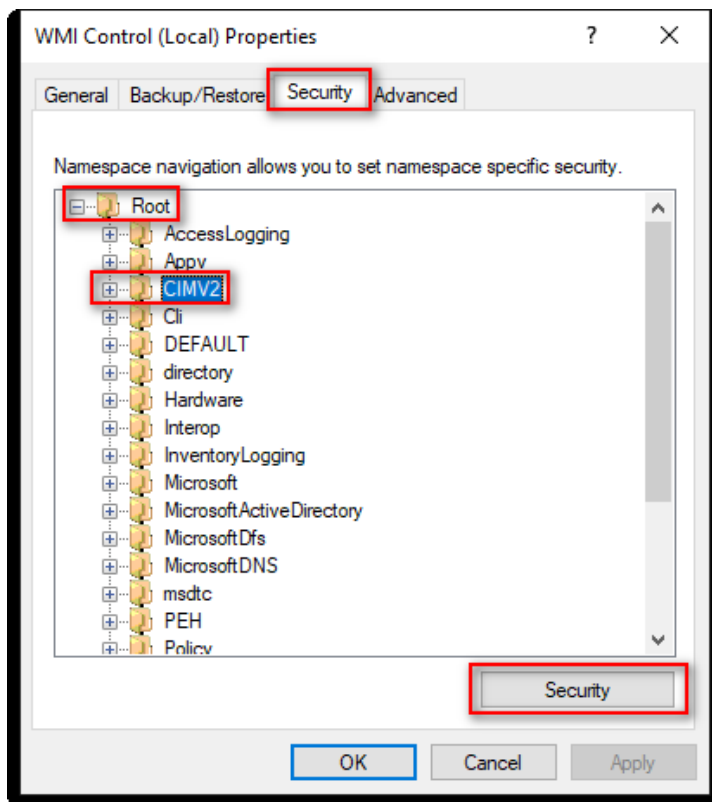 WMI Control (Local) Properties ?
General Backup/Restore Security Advanced
Namespace navigation allows you to set namespace specific security.
Root
AccessLogging
Appv
CIMV2
Cli
DEFAULT
directory
Hardware
Interop
InventoryLogging
Microsoft
MicrosoftActiveDirectory
MicrosoftDfs
MicrosoftDNS
msdtc
PEH
Policy
Security
OK Cancel Apply